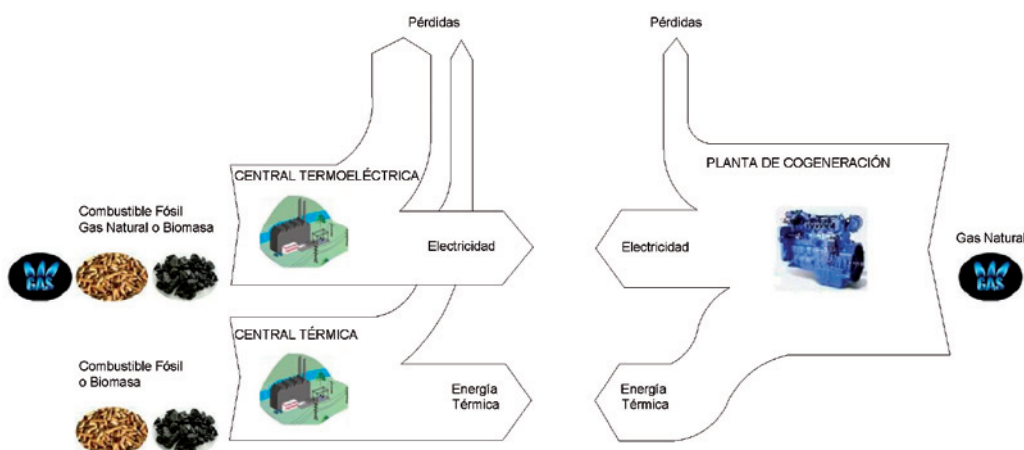 Pérdidas
Pérdidas
CENTRAL TERMOELÉCTRICA
PLANTA DE COGENERACIÓN
Combustible Fósil
Gas Natural o Biomasa
Electricidad
Electricidad
Gas Natural
GAS
GAS
CENTRAL TÉRMICA
Combustible Fósil
o Biomasa
Energía
Térmica
Energía
Térmica